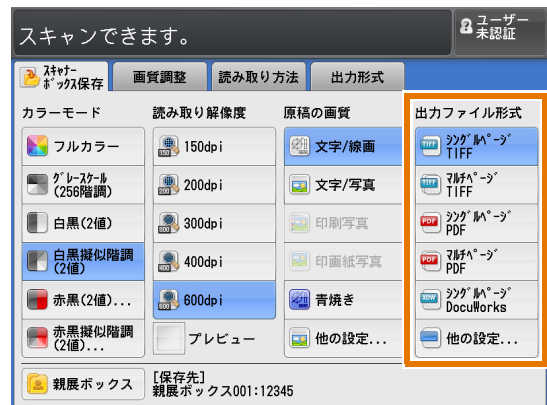 スキャンできます。
ユーザー
未認証
スキャナー
ボックス保存
画質調整
読み取り方法
出力形式
カラーモード
フルカラー
グレースケール
(256階調)
白黒(2値)
白黒擬似階調
(2値)
赤黒(2値)...
赤黒擬似階調
(2値)...
読み取り解像度
150dpi
200dpi
300dpi
400dpi
600dpi
プレビュー
原稿の画質
文字/線画
文字/写真
印刷写真
印画紙写真
青焼き
他の設定...
出力ファイル形式
シングルページ
TIFF
マルチページ
TIFF
シングルページ
PDF
マルチページ
PDF
シングルページ
DocuWorks
他の設定...
親展ボックス
[保存先]
親展ボックス001:12345